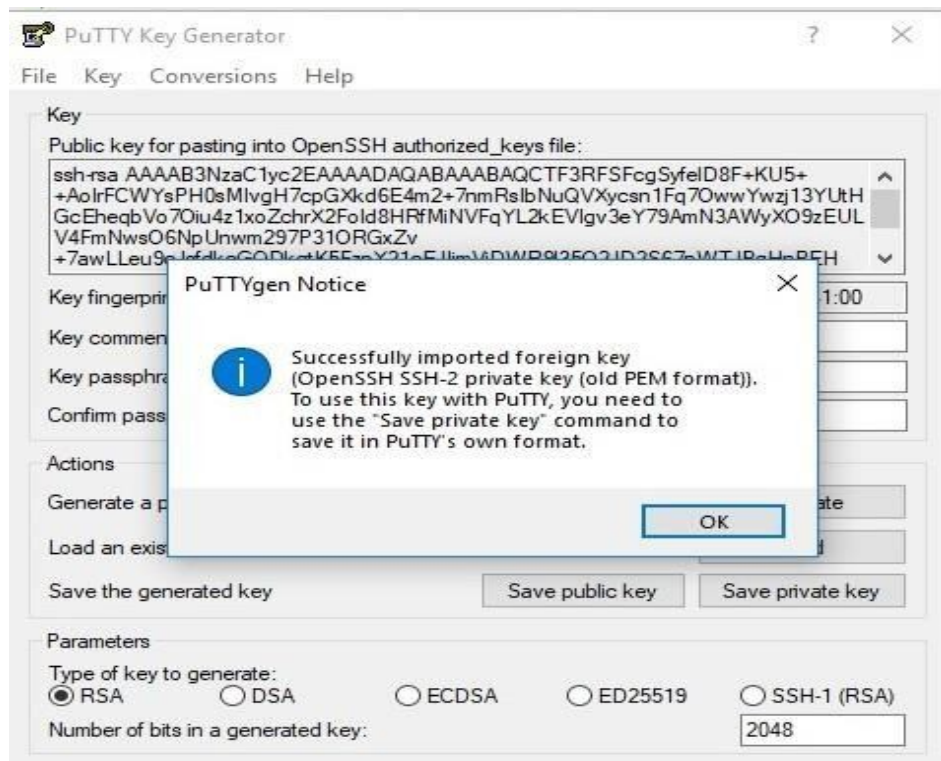 PuTTY Key Generator ?
File Key Conversions Help
Key
Public key for pasting into OpenSSH authorized_keys file:
ssh-rsa AAAAB3NzaC1yc2EAAAADAQABAAABAQCTF3RFSFcgSyfelD8F+KU5+
+AoIrFCWYsPH0sMIvgH7cpGXkd6E4m2+7nmRsIbNuQVXycsn1Fq7OwwYwzj13YUtH
GcEheqbVo7Oiu4z1xoZchrX2FoId8HRfMiNVFqYL2kEVIgv3eY79AmN3AWyXO9zEUL
V4FmNwsO6NpUnwm297P31ORGxZv
Key fingerprin 1:00
Key commen
Key passphra
Confirm pass
PuTTYgen Notice
Successfully imported foreign key
(OpenSSH SSH-2 private key (old PEM format)).
To use this key with PuTTY, you need to
use the "Save private key" command to
save it in PuTTY's own format.
OK
Actions
Generate a p ate
Load an exis
Save the generated key Save public key Save private key
Parameters
Type of key to generate:
RSA DSA ECDSA ED25519 SSH-1 (RSA)
Number of bits in a generated key: 2048